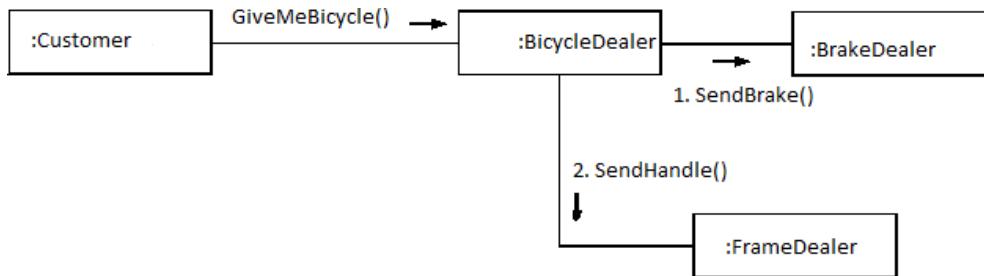 GiveMeBicycle()
:Customer
:BicycleDealer
:BrakeDealer
1. SendBrake()
2. SendHandle()
:FrameDealer